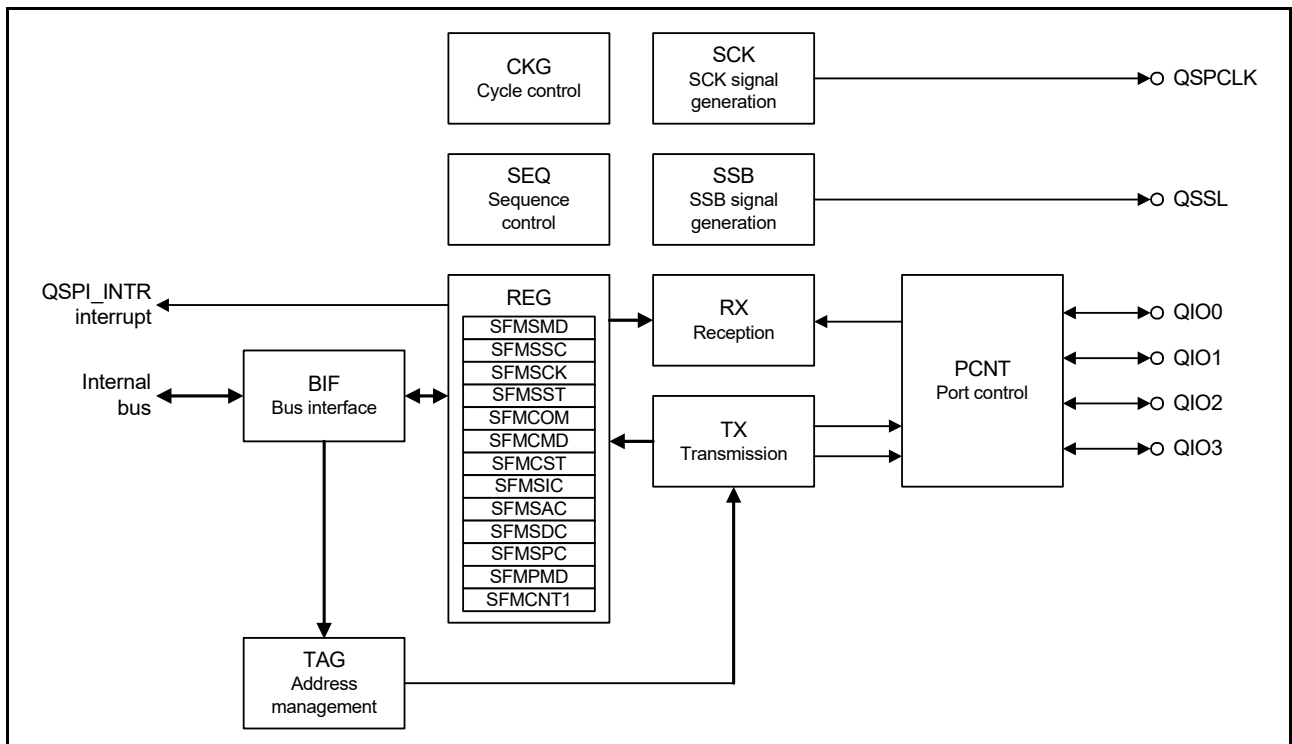 CKG
Cycle control
SCK
SCK signal
generation
QSPCLK
SEQ
Sequence
control
SSB
SSB signal
generation
QSSL
QSPI_INTR
interrupt
Internal
bus
BIF
Bus interface
REG
SFMSMD
SFMSSC
SFMSCK
SFMSST
SFMCOM
SFMCMD
SFMCST
SFMSIC
SFMSAC
SFMSDC
SFMSPC
SFMPMD
SFMCNT1
RX
Reception
TX
Transmission
PCNT
Port control
QIO0
QIO1
QIO2
QIO3
TAG
Address
management